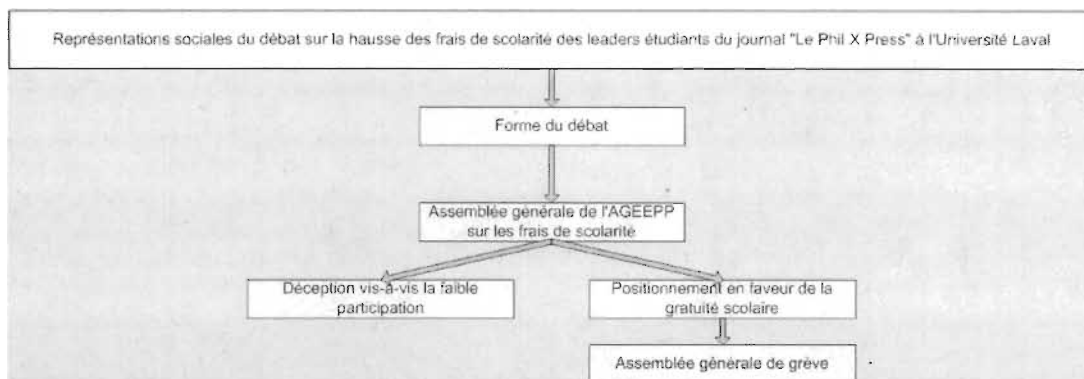 Représentations sociales du débat sur la hausse des frais de scolarité des leaders étudiants du journal "Le Phil X Press" à l'Université Laval
Forme du débat
Assemblée générale de l'AGEEPP
sur les frais de scolarité
Déception vis-à-vis la faible
participation
Positionnement en faveur de la
gratuité scolaire
Assemblée générale de grève